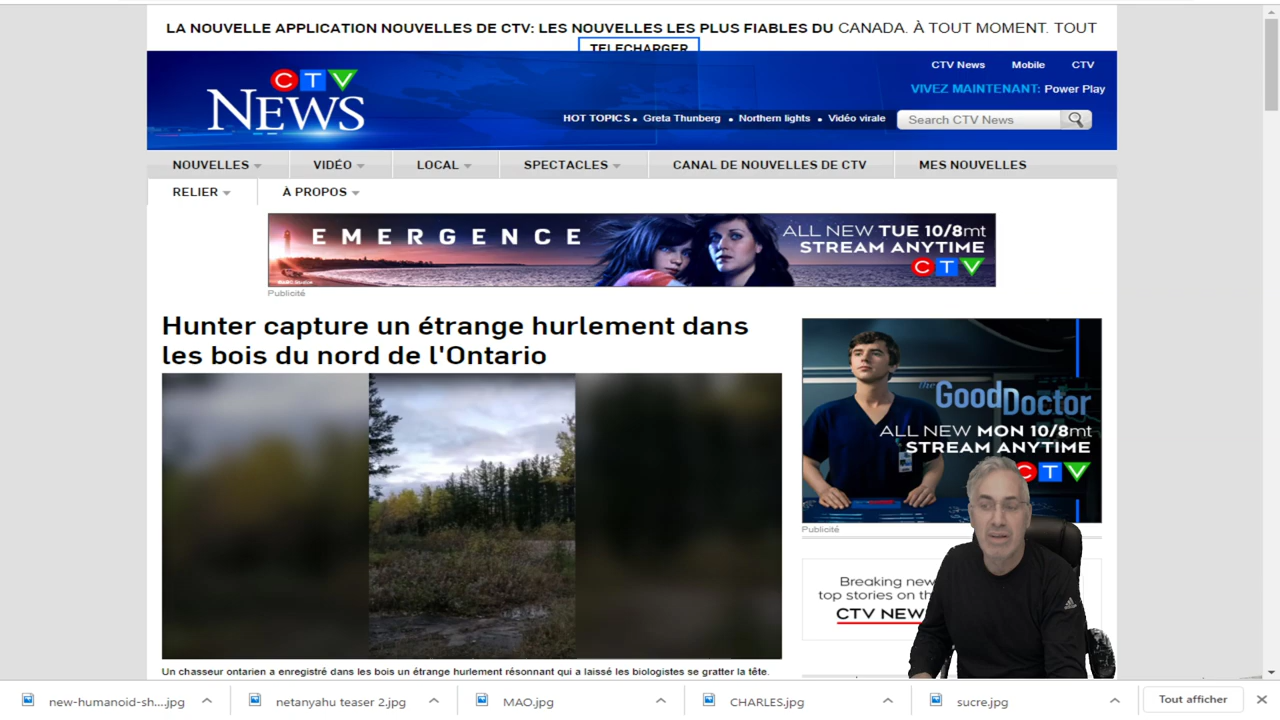 LA NOUVELLE APPLICATION NOUVELLES DE CTV: LES NOUVELLES LES PLUS FIABLES DU CANADA. À TOUT MOMENT. TOUT
TELECHARGER
CTV News Mobile CTV
CTV
NEWS
VIVEZ MAINTENANT: Power Play
HOT TOPICS Greta Thunberg Northern lights Vidéo virale
Search CTV News
NOUVELLES VIDÉO LOCAL SPECTACLES CANAL DE NOUVELLES DE CTV MES NOUVELLES
RELIER À PROPOS
EMERGENCE
ALL NEW TUE 10/8mt
STREAM ANYTIME
CTV
Publicité
Hunter capture un étrange hurlement dans
les bois du nord de l'Ontario
the Good Doctor
ALL NEW MON 10/8mt
STREAM ANYTIME
CTV
Publicité
Breaking new
top stories on th
CTV NEW
Un chasseur ontarien a enregistré dans les bois un étrange hurlement résonnant qui a laissé les biologistes se gratter la tête.
new-humanoid-sh....jpg netanyahu teaser 2.jpg MAO.jpg CHARLES.jpg sucre.jpg Tout afficher